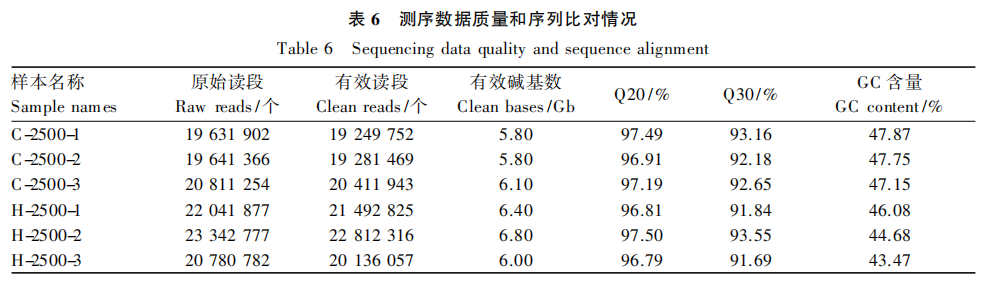 表 6 测序数据质量和序列比对情况
Table 6 Sequencing data quality and sequence alignment
样本名称 原始读段 有效读段 有效碱基数 Q20/% Q30/% GC 含量
Sample names Raw reads/个 Clean reads/个 Clean bases/Gb GC content/%
C-2500-1 19 631 902 19 249 752 5.80 97.49 93.16 47.87
C-2500-2 19 641 366 19 281 469 5.80 96.91 92.18 47.75
C-2500-3 20 811 254 20 411 943 6.10 97.19 92.65 47.15
H-2500-1 22 041 877 21 492 825 6.40 96.81 91.84 46.08
H-2500-2 23 342 777 22 812 316 6.80 97.50 93.55 44.68
H-2500-3 20 780 782 20 136 057 6.00 96.79 91.69 43.47